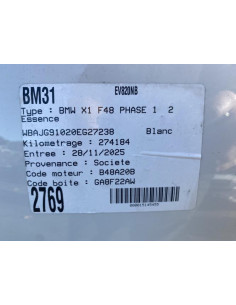 BM31 EV820NB
Type : BMW X1 F48 PHASE 1 2
Essence
WBAJG91020EG27238 Blanc
Kilometrage : 274184
Entree : 28/11/2025
Provenance : Societe
Code moteur : B48A20B
Code boite : GA8F22AW
2769